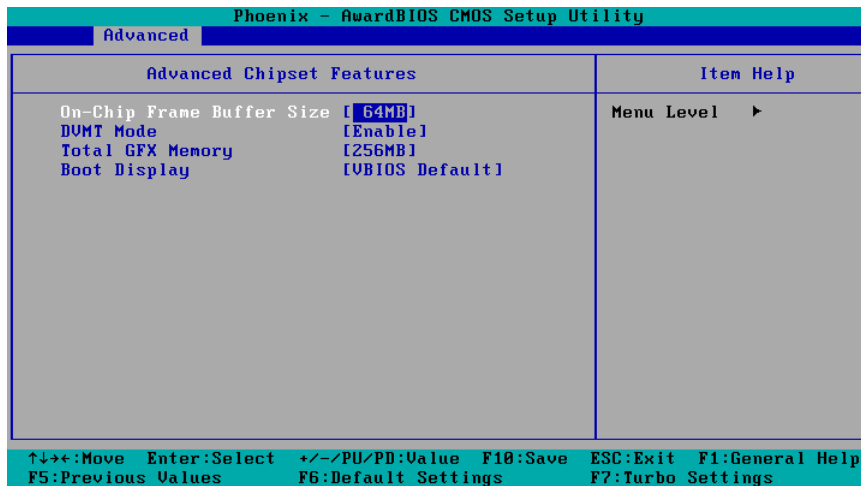 Phoenix - AwardBIOS CMOS Setup Utility
Advanced
Advanced Chipset Features
Item Help
On-Chip Frame Buffer Size [ 64MB]
DVMT Mode [Enable]
Total GFX Memory [256MB]
Boot Display [VBIOS Default]
Menu Level ►
↑↓→←:Move Enter:Select +/-/PU/PD:Value F10:Save ESC:Exit F1:General Help
F5:Previous Values F6:Default Settings F7:Turbo Settings